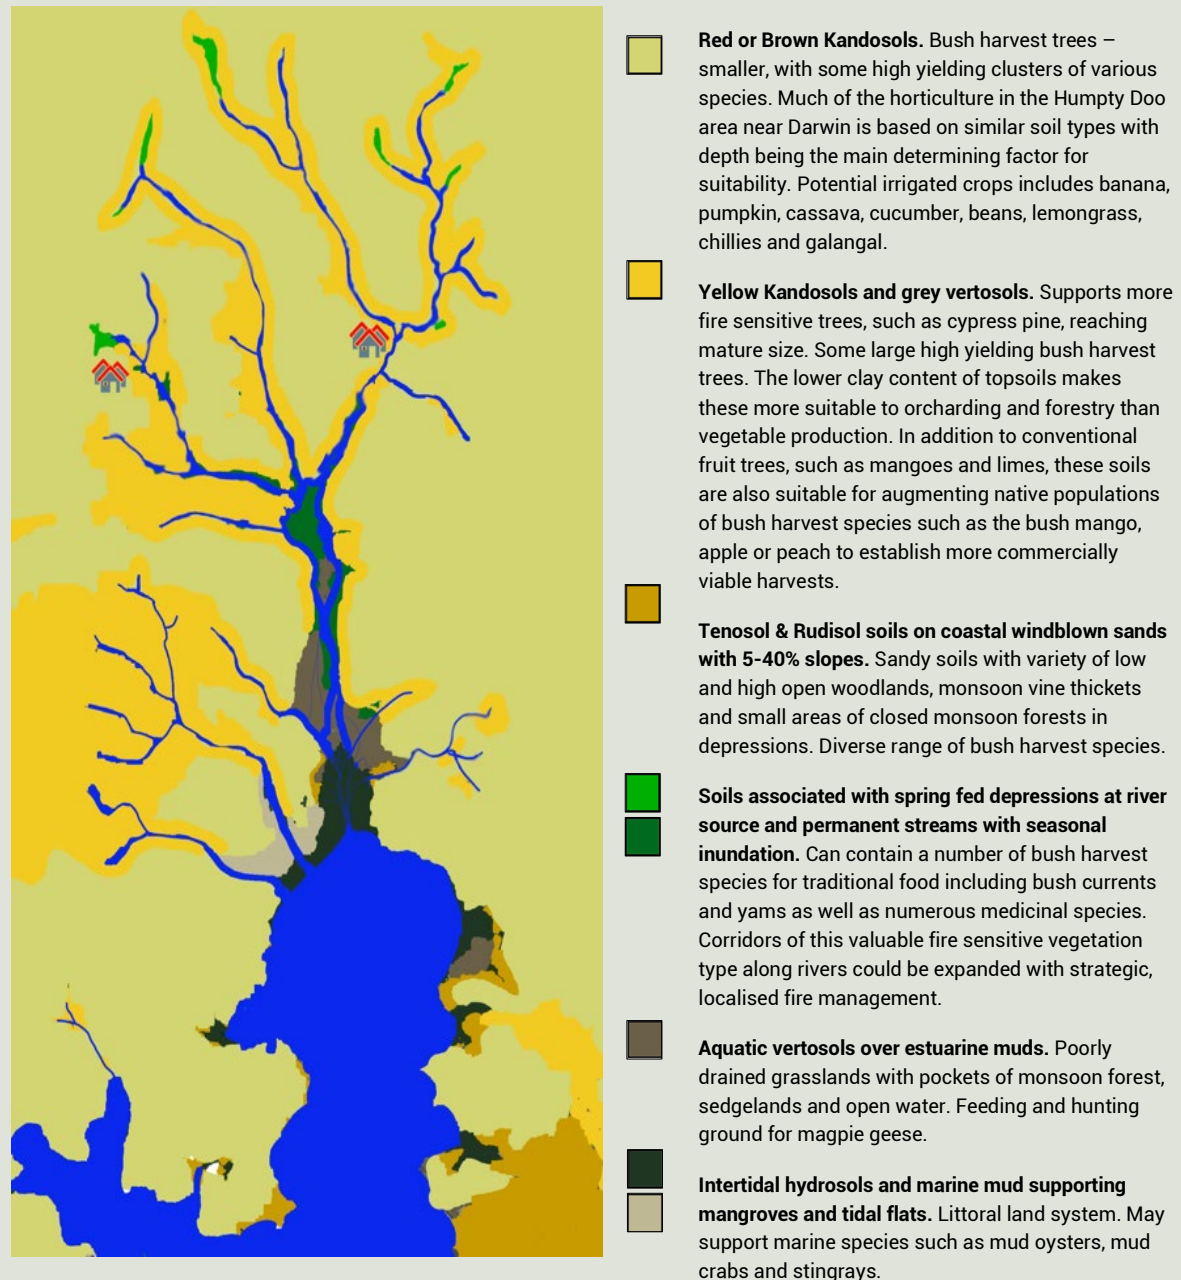 Red or Brown Kandosols. Bush harvest trees –
smaller, with some high yielding clusters of various
species. Much of the horticulture in the Humpty Doo
area near Darwin is based on similar soil types with
depth being the main determining factor for
suitability. Potential irrigated crops includes banana,
pumpkin, cassava, cucumber, beans, lemongrass,
chillies and galangal.
Yellow Kandosols and grey vertosols. Supports more
fire sensitive trees, such as cypress pine, reaching
mature size. Some large high yielding bush harvest
trees. The lower clay content of topsoils makes
these more suitable to orcharding and forestry than
vegetable production. In addition to conventional
fruit trees, such as mangoes and limes, these soils
are also suitable for augmenting native populations
of bush harvest species such as the bush mango,
apple or peach to establish more commercially
viable harvests.
Tenosol & Rudisol soils on coastal windblown sands
with 5-40% slopes. Sandy soils with variety of low
and high open woodlands, monsoon vine thickets
and small areas of closed monsoon forests in
depressions. Diverse range of bush harvest species.
Soils associated with spring fed depressions at river
source and permanent streams with seasonal
inundation. Can contain a number of bush harvest
species for traditional food including bush currents
and yams as well as numerous medicinal species.
Corridors of this valuable fire sensitive vegetation
type along rivers could be expanded with strategic,
localised fire management.
Aquatic vertosols over estuarine muds. Poorly
drained grasslands with pockets of monsoon forest,
sedgelands and open water. Feeding and hunting
ground for magpie geese.
Intertidal hydrosols and marine mud supporting
mangroves and tidal flats. Littoral land system. May
support marine species such as mud oysters, mud
crabs and stingrays.